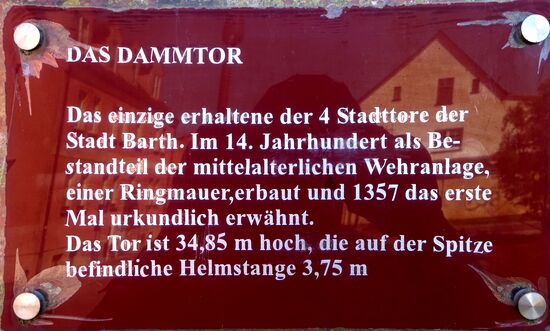 DAS DAMMTOR
Das einzige erhaltene der 4 Stadttore der
Stadt Barth. Im 14. Jahrhundert als Be-
standteil der mittelalterlichen Wehranlage,
einer Ringmauer,erbaut und 1357 das erste
Mal urkundlich erwähnt.
Das Tor ist 34,85 m hoch, die auf der Spitze
befindliche Helmstange 3,75 m